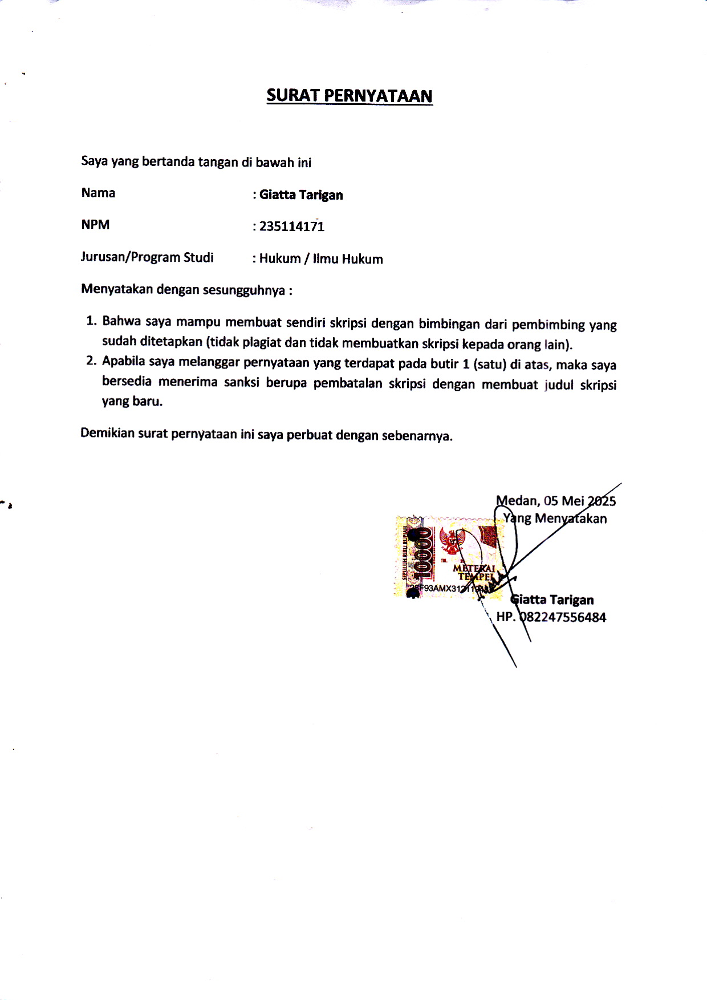 SURAT PERNYATAAN
Saya yang bertanda tangan di bawah ini
Nama : Giatta Tarigan
NPM : 235114171
Jurusan/Program Studi : Hukum / Ilmu Hukum
Menyatakan dengan sesungguhnya :
1. Bahwa saya mampu membuat sendiri skripsi dengan bimbingan dari pembimbing yang
sudah ditetapkan (tidak plagiat dan tidak membuatkan skripsi kepada orang lain).
2. Apabila saya melanggar pernyataan yang terdapat pada butir 1 (satu) di atas, maka saya
bersedia menerima sanksi berupa pembatalan skripsi dengan membuat judul skripsi
yang baru.
Demikian surat pernyataan ini saya perbuat dengan sebenarnya.
Medan, 05 Mei 2025
Yang Menyatakan
SEPULUH RIBU RUPIAH
10000
METERAI
TEMPEL
Giatta Tarigan
HP. 082247556484